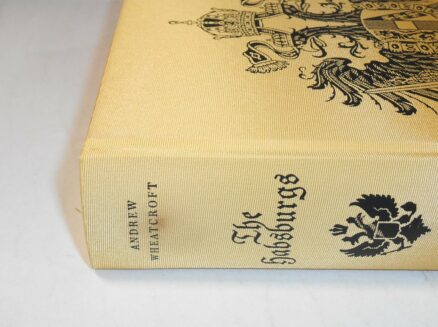 ANDREW
WHEATCROFT
The
Habsburgs